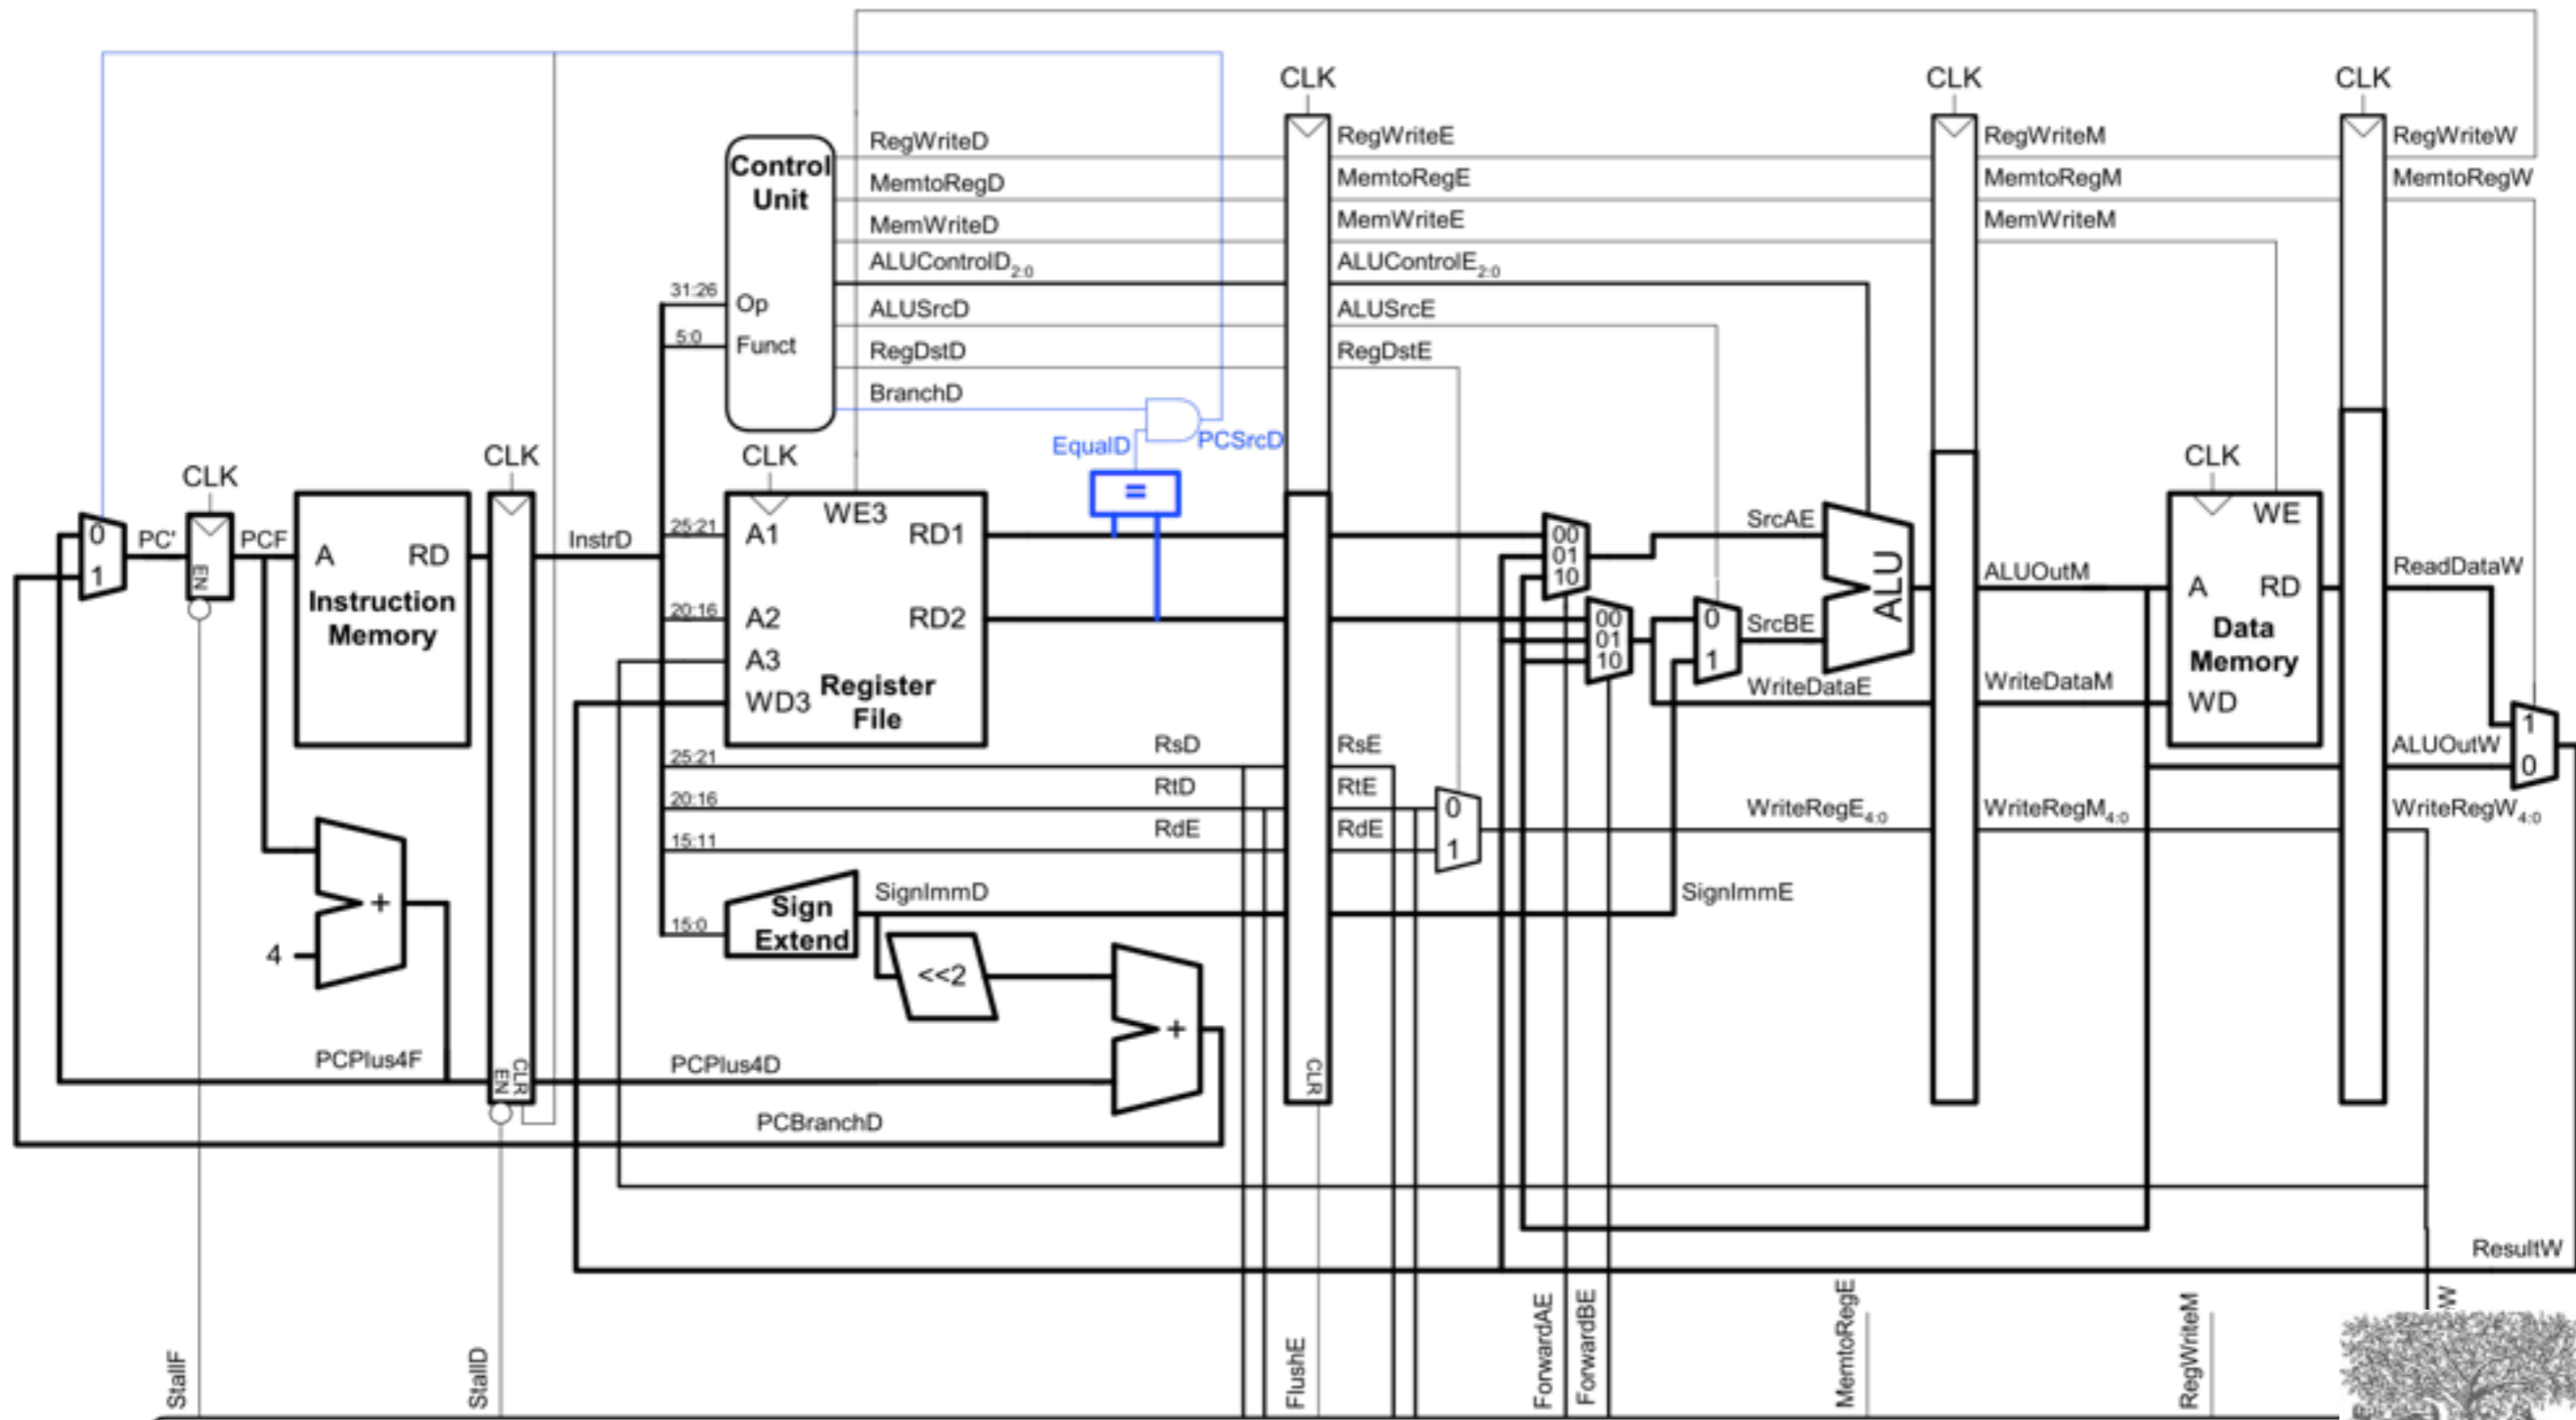 CLK
CLK
CLK
Control
Unit
RegWriteD
RegWriteE
RegWriteM
RegWriteW
MemtoRegD
MemtoRegE
MemtoRegM
MemtoRegW
MemWriteD
MemWriteE
MemWriteM
ALUControlD2:0
ALUControlE2:0
31:26
Op
ALUSrcD
ALUSrcE
5:0
Funct
RegDstD
RegDstE
BranchD
EqualD
PCSrcD
CLK
CLK
CLK
CLK
=
0
1
PC'
EN
PCF
A
RD
Instruction
Memory
InstrD
25:21
A1
WE3
RD1
20:16
A2
RD2
A3
WD3
Register
File
00
01
10
00
01
10
0
1
SrcAE
SrcBE
ALU
ALUOutM
WE
A
RD
Data
Memory
WD
ReadDataW
WriteDataE
WriteDataM
1
0
ALUOutW
25:21
RsD
RsE
20:16
RtD
RtE
15:11
RdE
RdE
0
1
WriteRegE4:0
WriteRegM4:0
WriteRegW4:0
+
4
15:0
Sign
Extend
SignImmD
SignImmE
<<2
+
PCPlus4F
EN
CLR
PCPlus4D
CLR
PCBranchD
ResultW
StallF
StallD
FlushE
ForwardAE
ForwardBE
MemtoRegE
RegWriteM
W